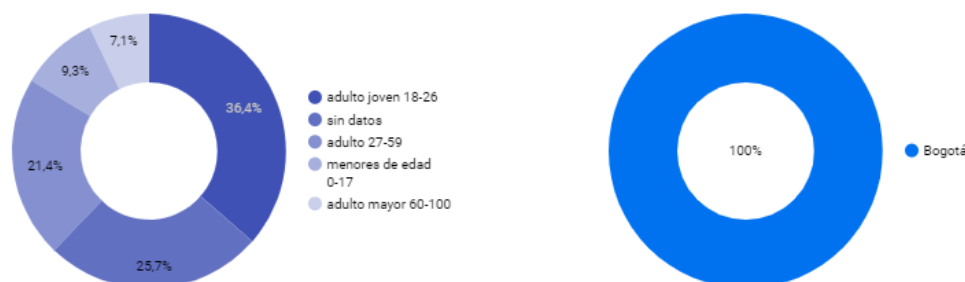 7,1%
9,3%
36,4%
21,4%
25,7%
adulto joven 18-26
sin datos
adulto 27-59
menores de edad
0-17
adulto mayor 60-100
100%
Bogotá